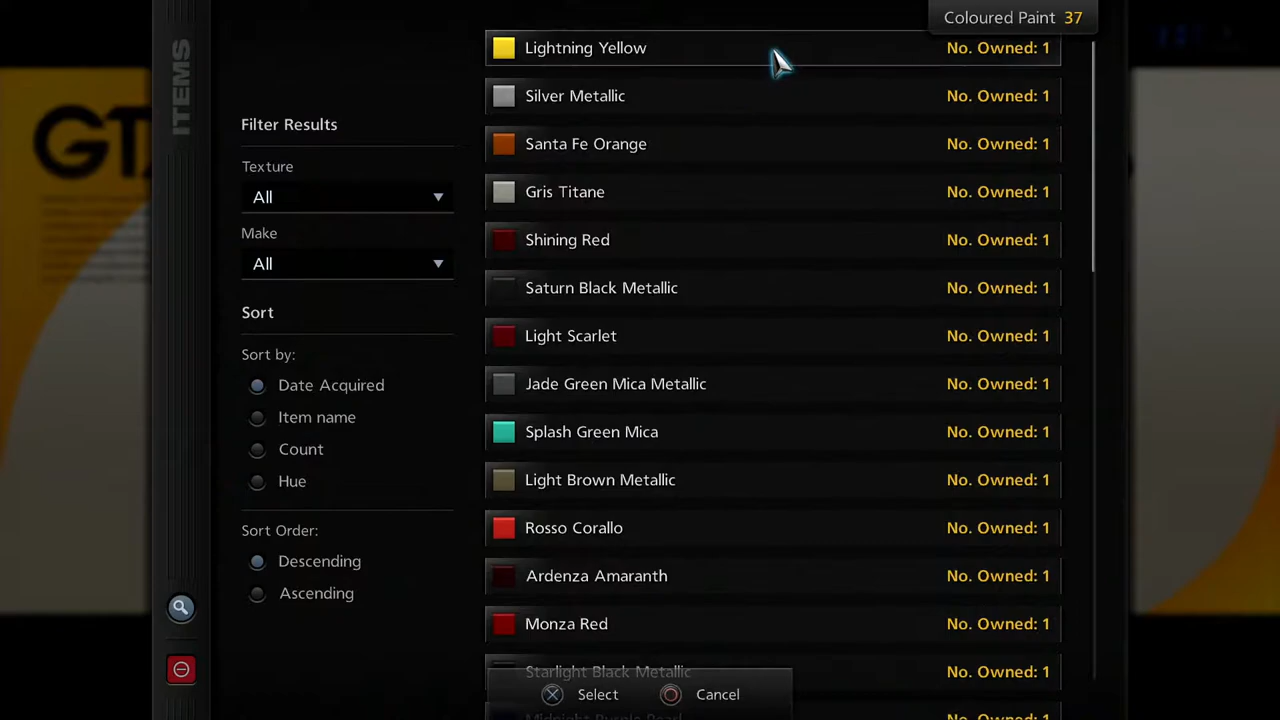 Coloured Paint 37
ITEMS
GT
Filter Results
Texture
All
Make
All
Sort
Sort by:
Date Acquired
Item name
Count
Hue
Sort Order:
Descending
Ascending
Lightning Yellow No. Owned: 1
Silver Metallic No. Owned: 1
Santa Fe Orange No. Owned: 1
Gris Titane No. Owned: 1
Shining Red No. Owned: 1
Saturn Black Metallic No. Owned: 1
Light Scarlet No. Owned: 1
Jade Green Mica Metallic No. Owned: 1
Splash Green Mica No. Owned: 1
Light Brown Metallic No. Owned: 1
Rosso Corallo No. Owned: 1
Ardenza Amaranth No. Owned: 1
Monza Red No. Owned: 1
Starlight Black Metallic No. Owned: 1
Midnight Purple Pearl
Select Cancel